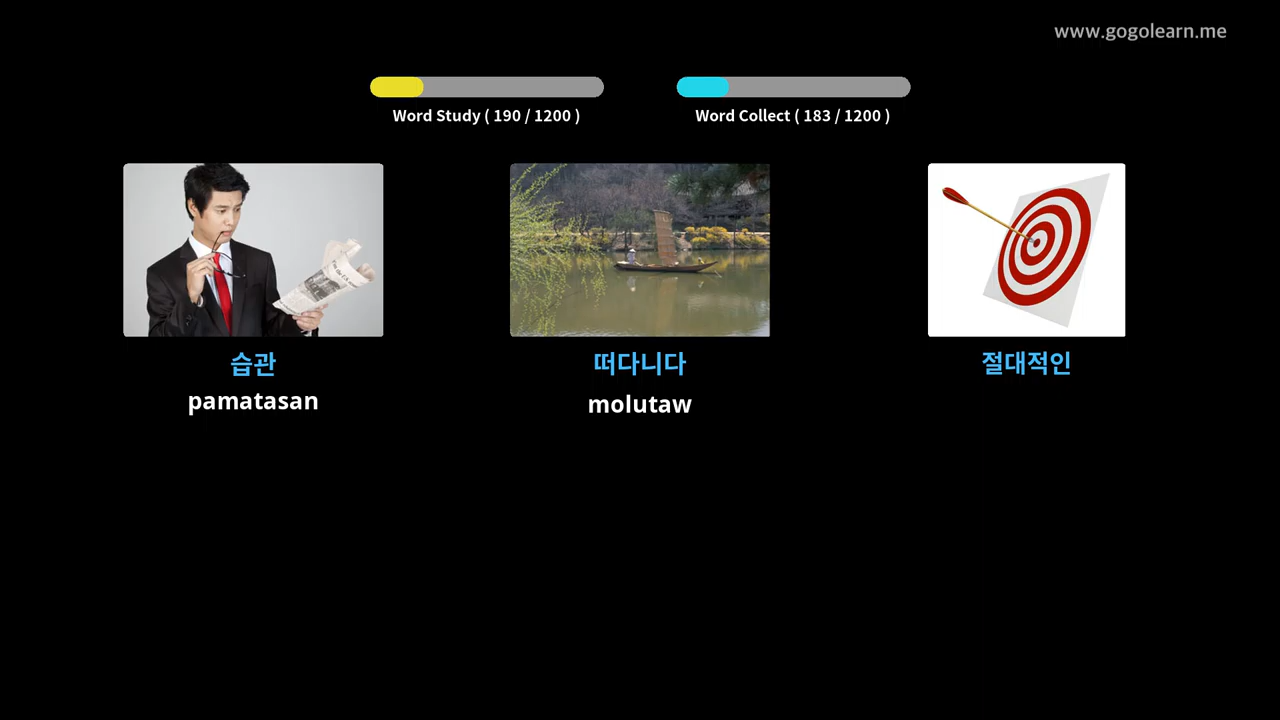 www.gogolearn.me
Word Study ( 190 / 1200 )
Word Collect ( 183 / 1200 )
습관
떠다니다
절대적인
pamatasan
molutaw